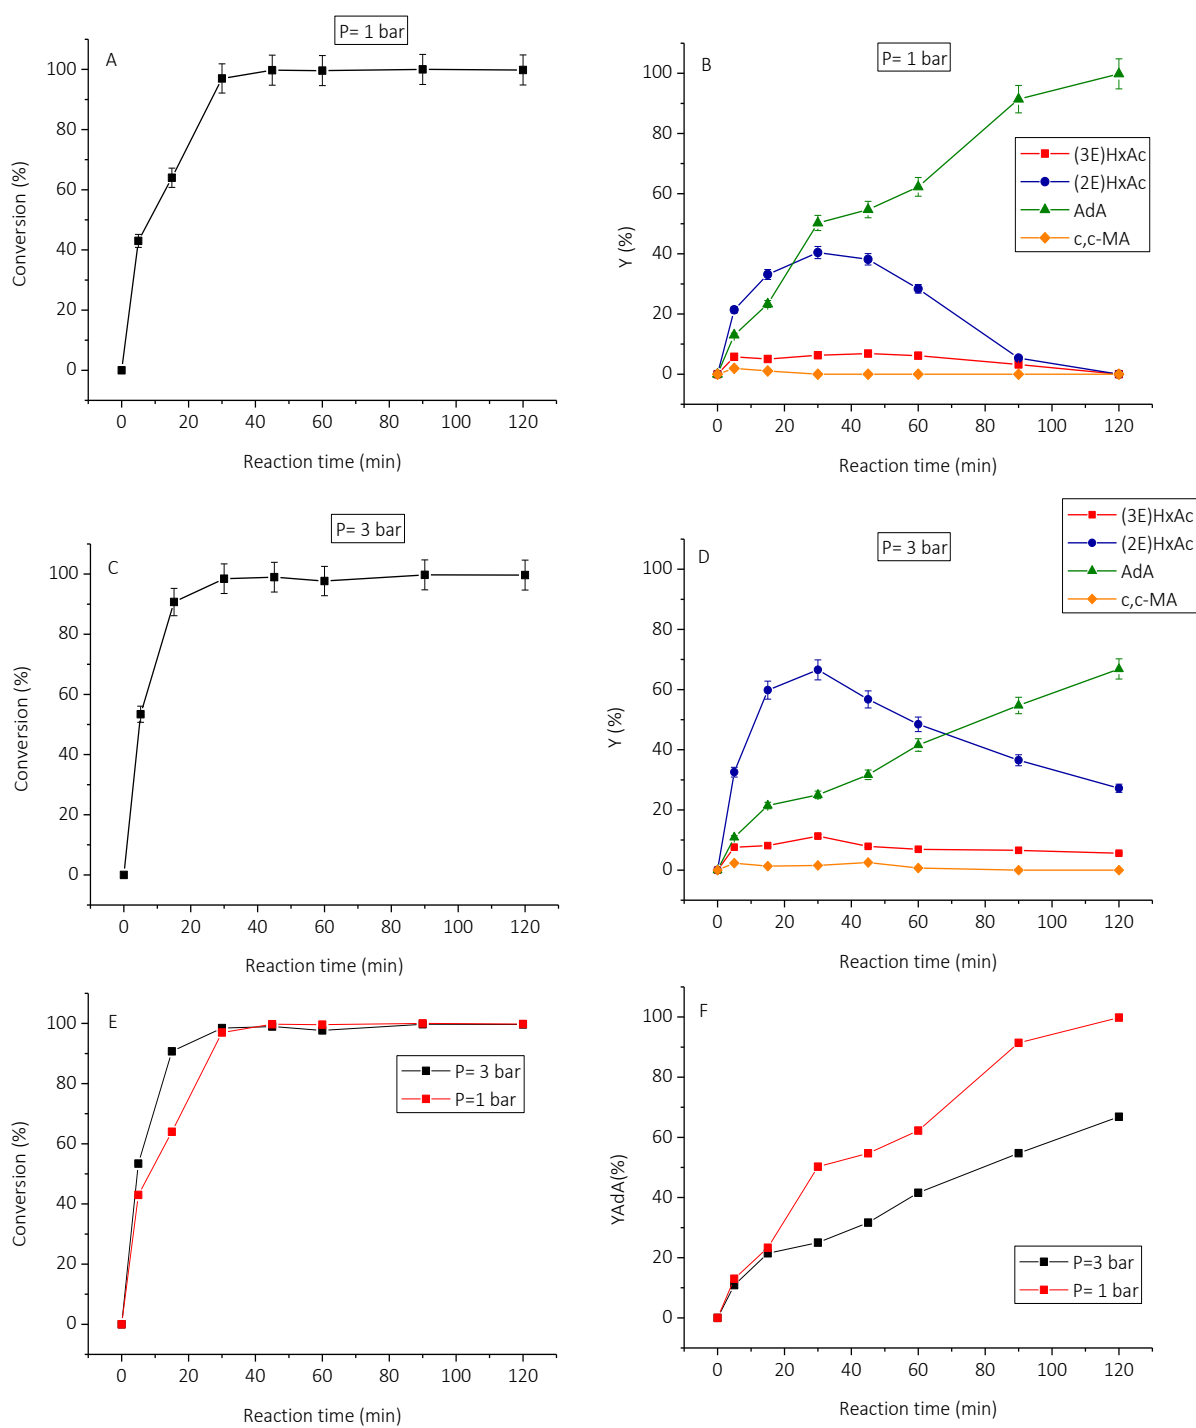 P= 1 bar
A
100
80
60
40
20
0
Conversion (%)
0 20 40 60 80 100 120
Reaction time (min)
P= 1 bar
B
100
80
60
40
20
0
Y (%)
(3E)HxAc
(2E)HxAc
AdA
c,c-MA
0 20 40 60 80 100 120
Reaction time (min)
P= 3 bar
C
100
80
60
40
20
0
Conversion (%)
0 20 40 60 80 100 120
Reaction time (min)
P= 3 bar
D
(3E)HxAc
(2E)HxAc
AdA
c,c-MA
100
80
60
40
20
0
Y (%)
0 20 40 60 80 100 120
Reaction time (min)
E
100
80
60
40
20
0
Conversion (%)
P= 3 bar
P=1 bar
0 20 40 60 80 100 120
Reaction time (min)
F
100
80
60
40
20
0
YAdA(%)
P=3 bar
P= 1 bar
0 20 40 60 80 100 120
Reaction time (min)